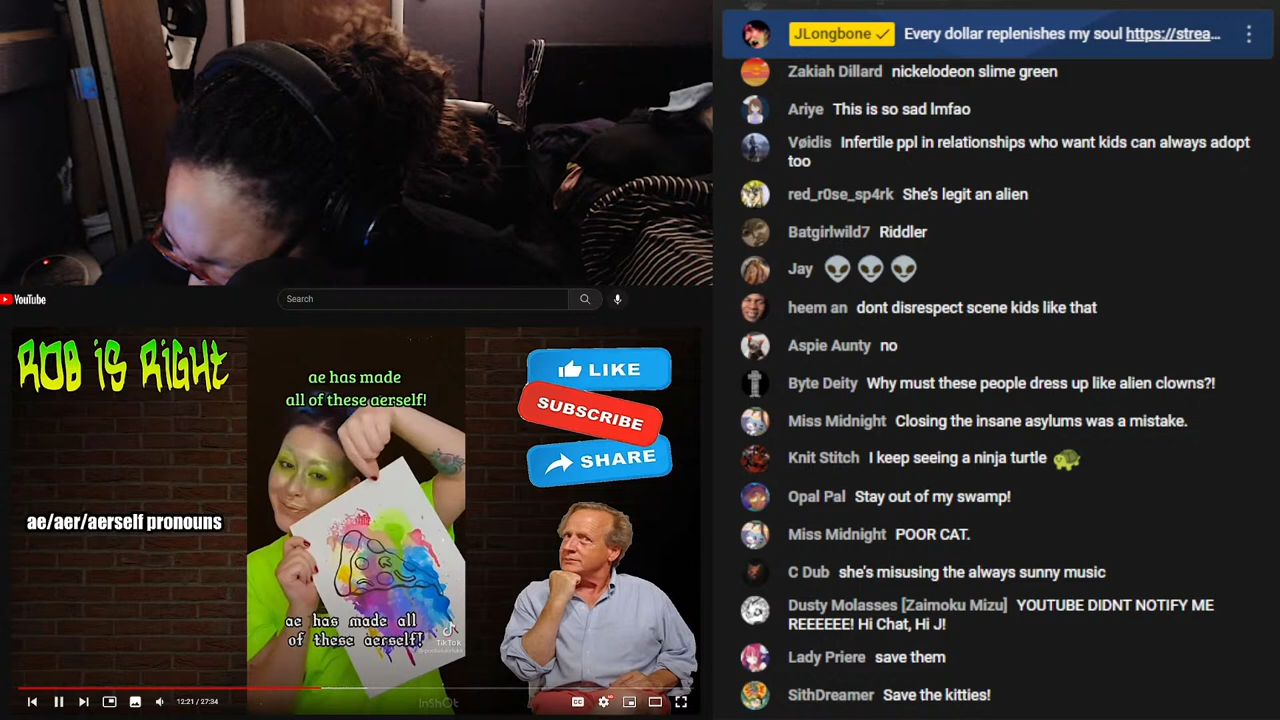 JLongbone Every dollar replenishes my soul https://strea...
Zakiah Dillard nickelodeon slime green
Ariye This is so sad lmfao
Vøidis Infertile ppl in relationships who want kids can always adopt
too
red_r0se_sp4rk She's legit an alien
Batgirlwild7 Riddler
Jay 👽👽👽
heem an dont disrespect scene kids like that
Aspie Aunty no
Byte Deity Why must these people dress up like alien clowns?!
Miss Midnight Closing the insane asylums was a mistake.
Knit Stitch I keep seeing a ninja turtle 🐢
Opal Pal Stay out of my swamp!
Miss Midnight POOR CAT.
C Dub she's misusing the always sunny music
Dusty Molasses [Zaimoku Mizu] YOUTUBE DIDNT NOTIFY ME
REEEEEE! Hi Chat, Hi J!
Lady Priere save them
SithDreamer Save the kitties!
YouTube
Search
ROB iS RiGHt
ae has made
all of these aerself!
ae/aer/aerself pronouns
ae has made all
of these aerself!
TikTok
LIKE
SUBSCRIBE
SHARE
12:21 / 27:34
InShOt
CC